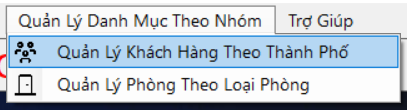 Quản Lý Danh Mục Theo Nhóm Trợ Giúp
Quản Lý Khách Hàng Theo Thành Phố
Quản Lý Phòng Theo Loại Phòng